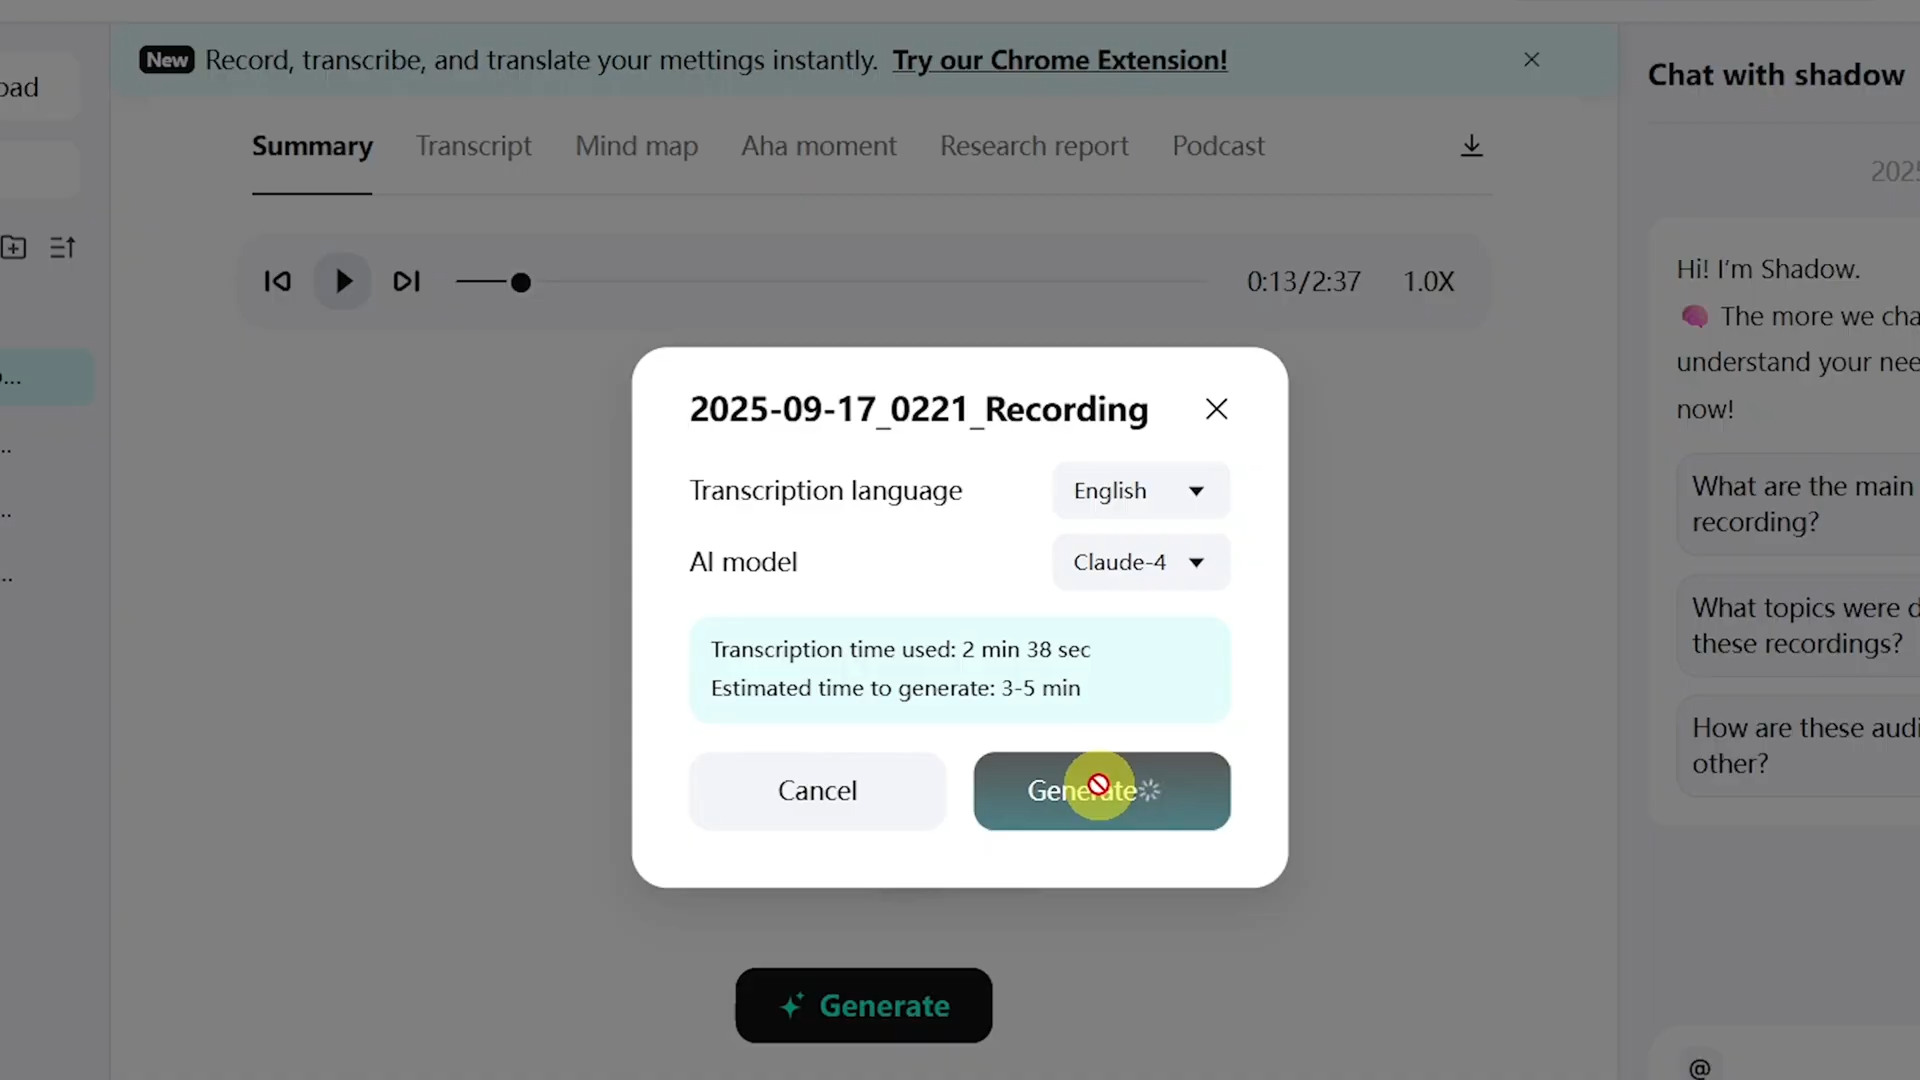 New Record, transcribe, and translate your mettings instantly. Try our Chrome Extension!
oad
Summary Transcript Mind map Aha moment Research report Podcast
0:13/2:37 1.0X
2025-09-17_0221_Recording
Transcription language English
AI model Claude-4
Transcription time used: 2 min 38 sec
Estimated time to generate: 3-5 min
Cancel Generate
Generate
Chat with shadow
2025
Hi! I'm Shadow.
The more we cha
understand your nee
now!
What are the main
recording?
What topics were d
these recordings?
How are these audi
other?
@